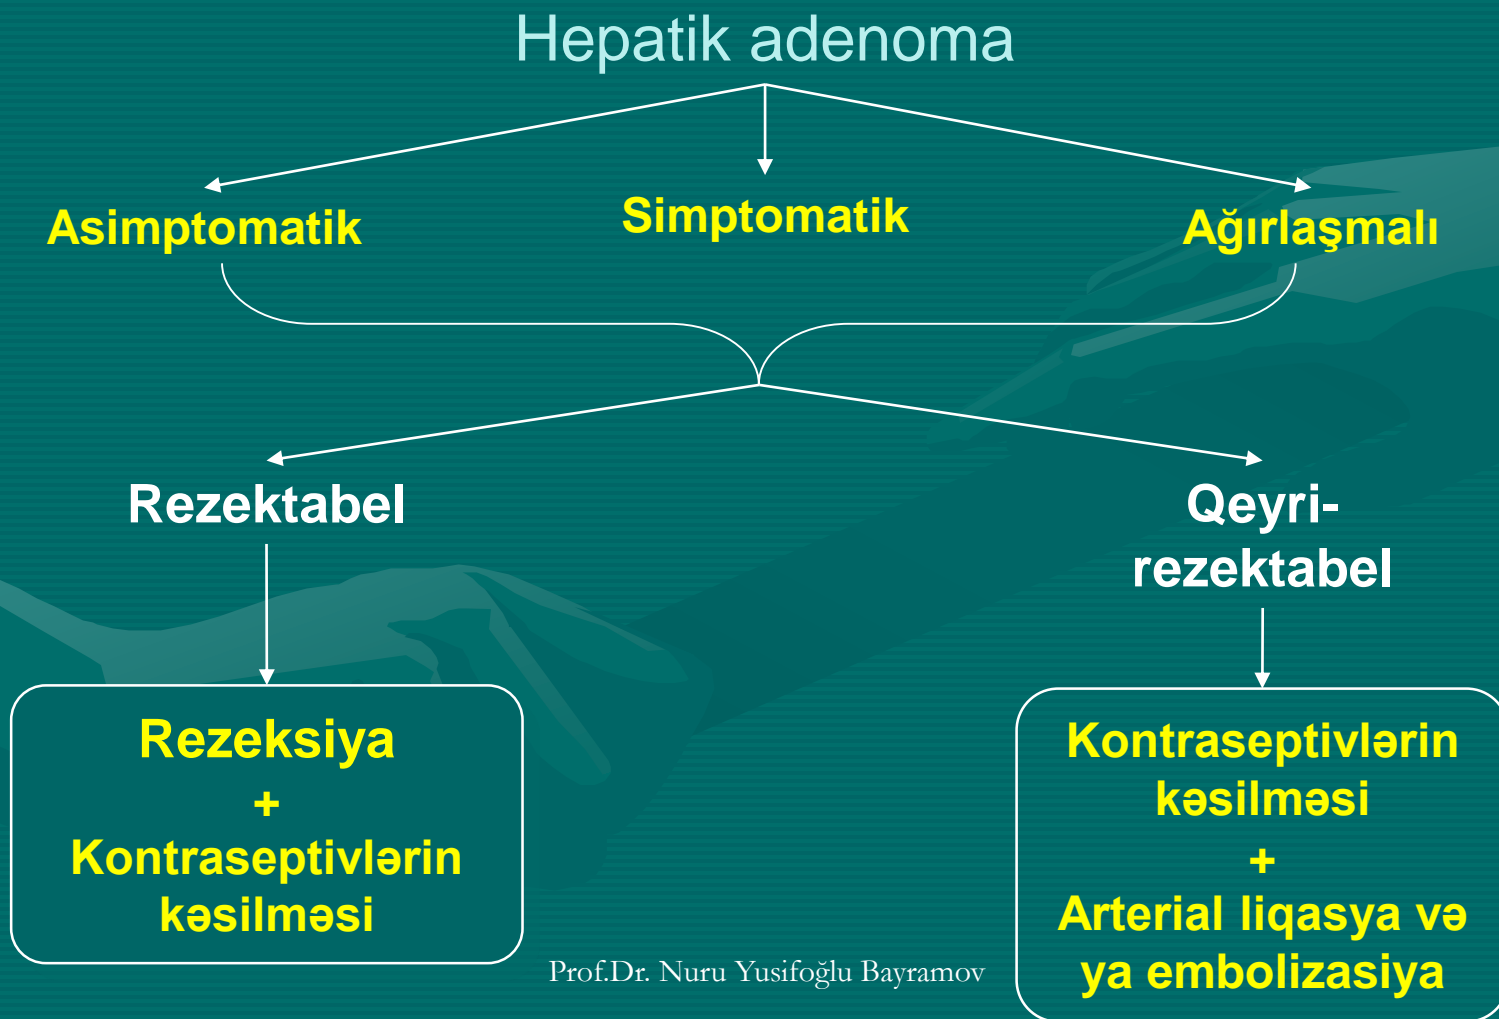 Hepatik adenoma
Asimptomatik
Simptomatik
Ağırlaşmalı
Rezektabel
Qeyri-
rezektabel
Rezeksiya
+
Kontraseptivlərin
kəsilməsi
Kontraseptivlərin
kəsilməsi
+
Arterial liqasya və
ya embolizasiya
Prof.Dr. Nuru Yusifoğlu Bayramov